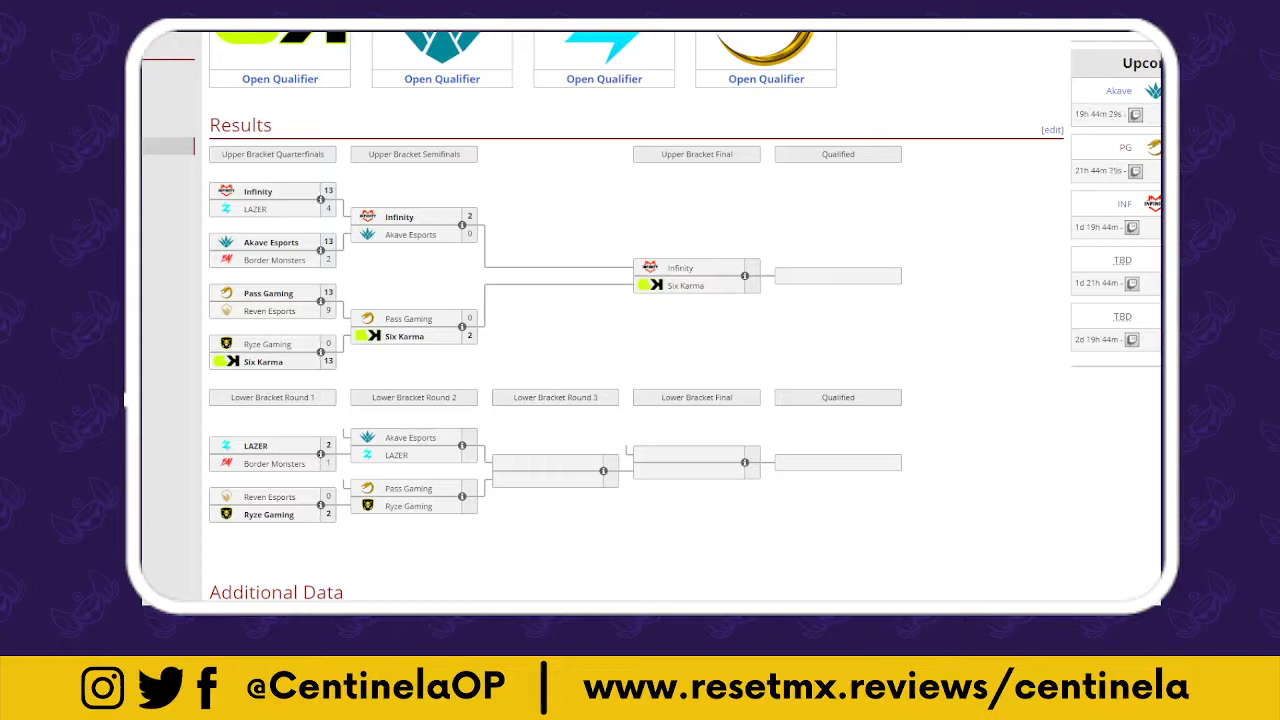 Open Qualifier
Open Qualifier
Open Qualifier
Open Qualifier
Results
[edit]
Upper Bracket Quarterfinals
Upper Bracket Semifinals
Upper Bracket Final
Qualified
Infinity 13
LAZER 4
Akave Esports 13
Border Monsters 2
Pass Gaming 13
Reven Esports 9
Ryze Gaming 0
Six Karma 13
INFINITY Infinity 2
Akave Esports 0
Pass Gaming 0
Six Karma 2
Infinity
Six Karma
Lower Bracket Round 1
Lower Bracket Round 2
Lower Bracket Round 3
Lower Bracket Final
Qualified
LAZER 2
Border Monsters 1
Reven Esports 0
Ryze Gaming 2
Akave Esports
LAZER
Pass Gaming
Ryze Gaming
Additional Data
Upcor
Akave
19h 44m 29s -
PG
21h 44m
INF
1d 19h 44m -
TBD
1d 21h 44m -
TBD
2d 19h 44m -
@CentinelaOP | www.resetmx.reviews/centinela